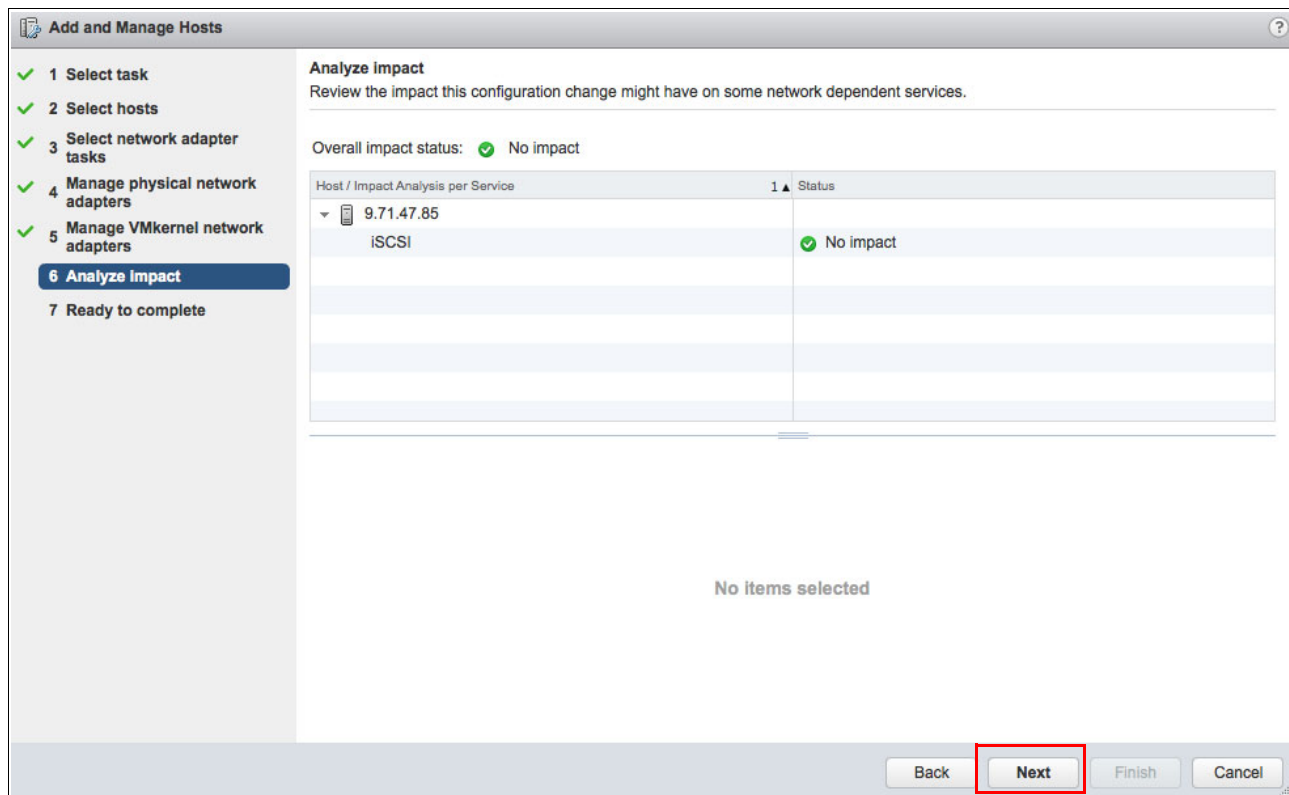 Add and Manage Hosts
?
1 Select task
2 Select hosts
3 Select network adapter
tasks
4 Manage physical network
adapters
5 Manage VMkernel network
adapters
6 Analyze impact
7 Ready to complete
Analyze impact
Review the impact this configuration change might have on some network dependent services.
Overall impact status: No impact
Host / Impact Analysis per Service 1 ▲ Status
9.71.47.85
iSCSI No impact
No items selected
Back Next Finish Cancel